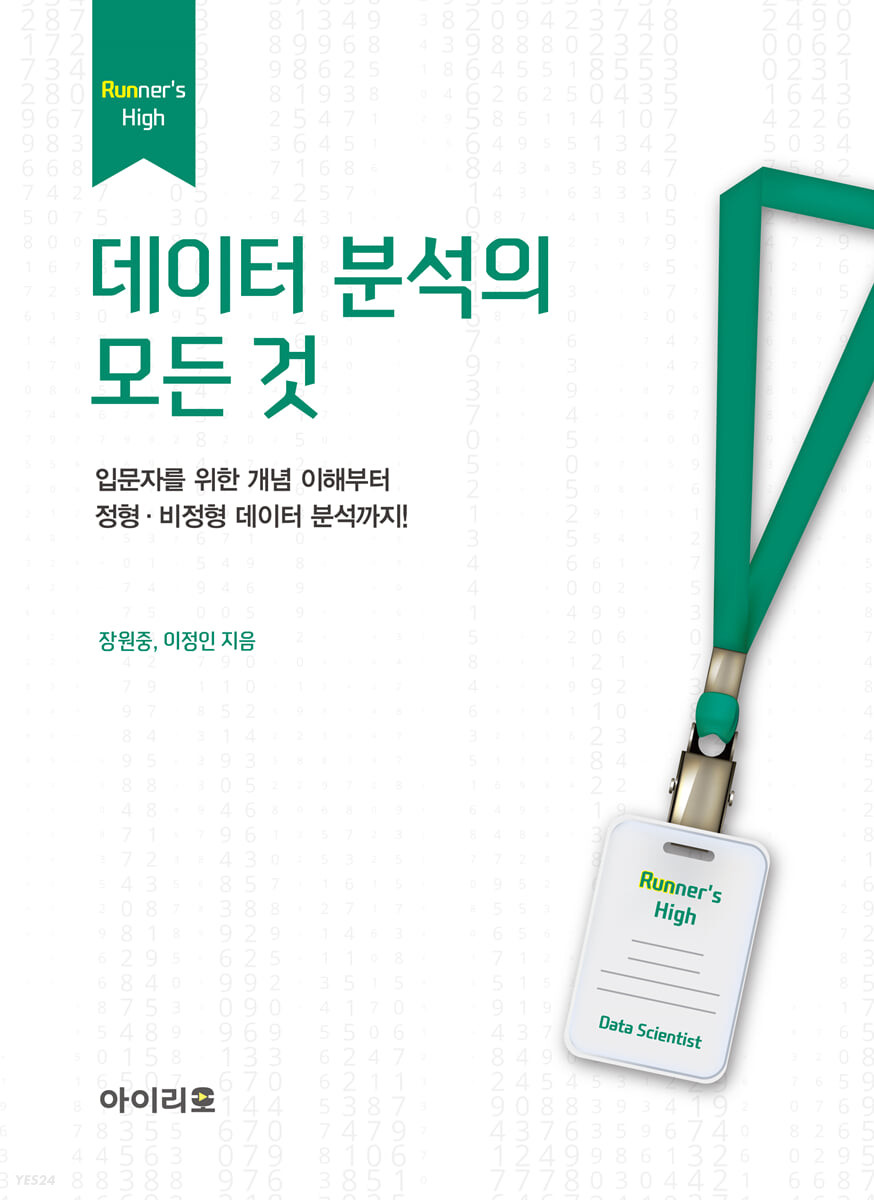 Runner's
High
데이터 분석의
모든 것
입문자를 위한 개념 이해부터
정형 · 비정형 데이터 분석까지!
장원중, 이정인 지음
Runner's
High
Data Scientist
아이리오
YES24